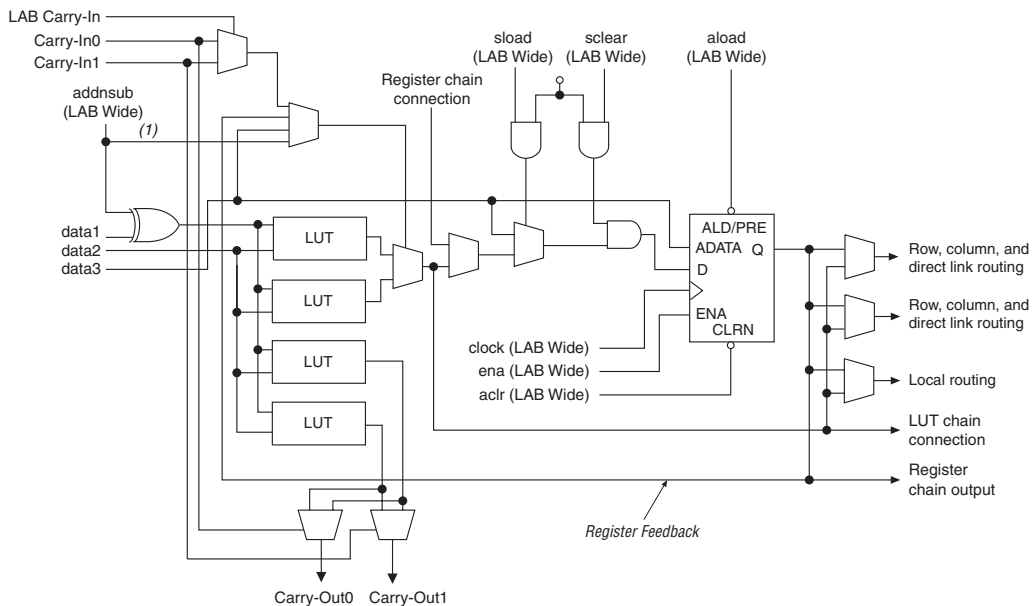 LAB Carry-In
Carry-In0
Carry-In1
addnsub
(LAB Wide)
(1)
Register chain
connection
sload
(LAB Wide)
sclear
(LAB Wide)
aload
(LAB Wide)
data1
data2
data3
LUT
LUT
LUT
LUT
ALD/PRE
ADATA
Q
D
ENA
CLRN
clock (LAB Wide)
ena (LAB Wide)
aclr (LAB Wide)
Row, column, and
direct link routing
Row, column, and
direct link routing
Local routing
LUT chain
connection
Register
chain output
Register Feedback
Carry-Out0
Carry-Out1